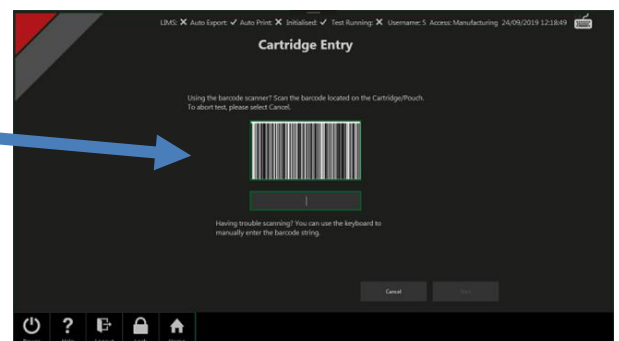 LIMS: ✕ Auto Export: ✓ Auto Print: ✕ Initialised: ✓ Test Running: ✕ Username: S Access: Manufacturing 24/09/2019 12:18:49
Cartridge Entry
Using the barcode scanner? Scan the barcode located on the Cartridge/Pouch.
To abort test, please select Cancel.
Having trouble scanning? You can use the keyboard to
manually enter the barcode string.
Cancel
Help Lock Home